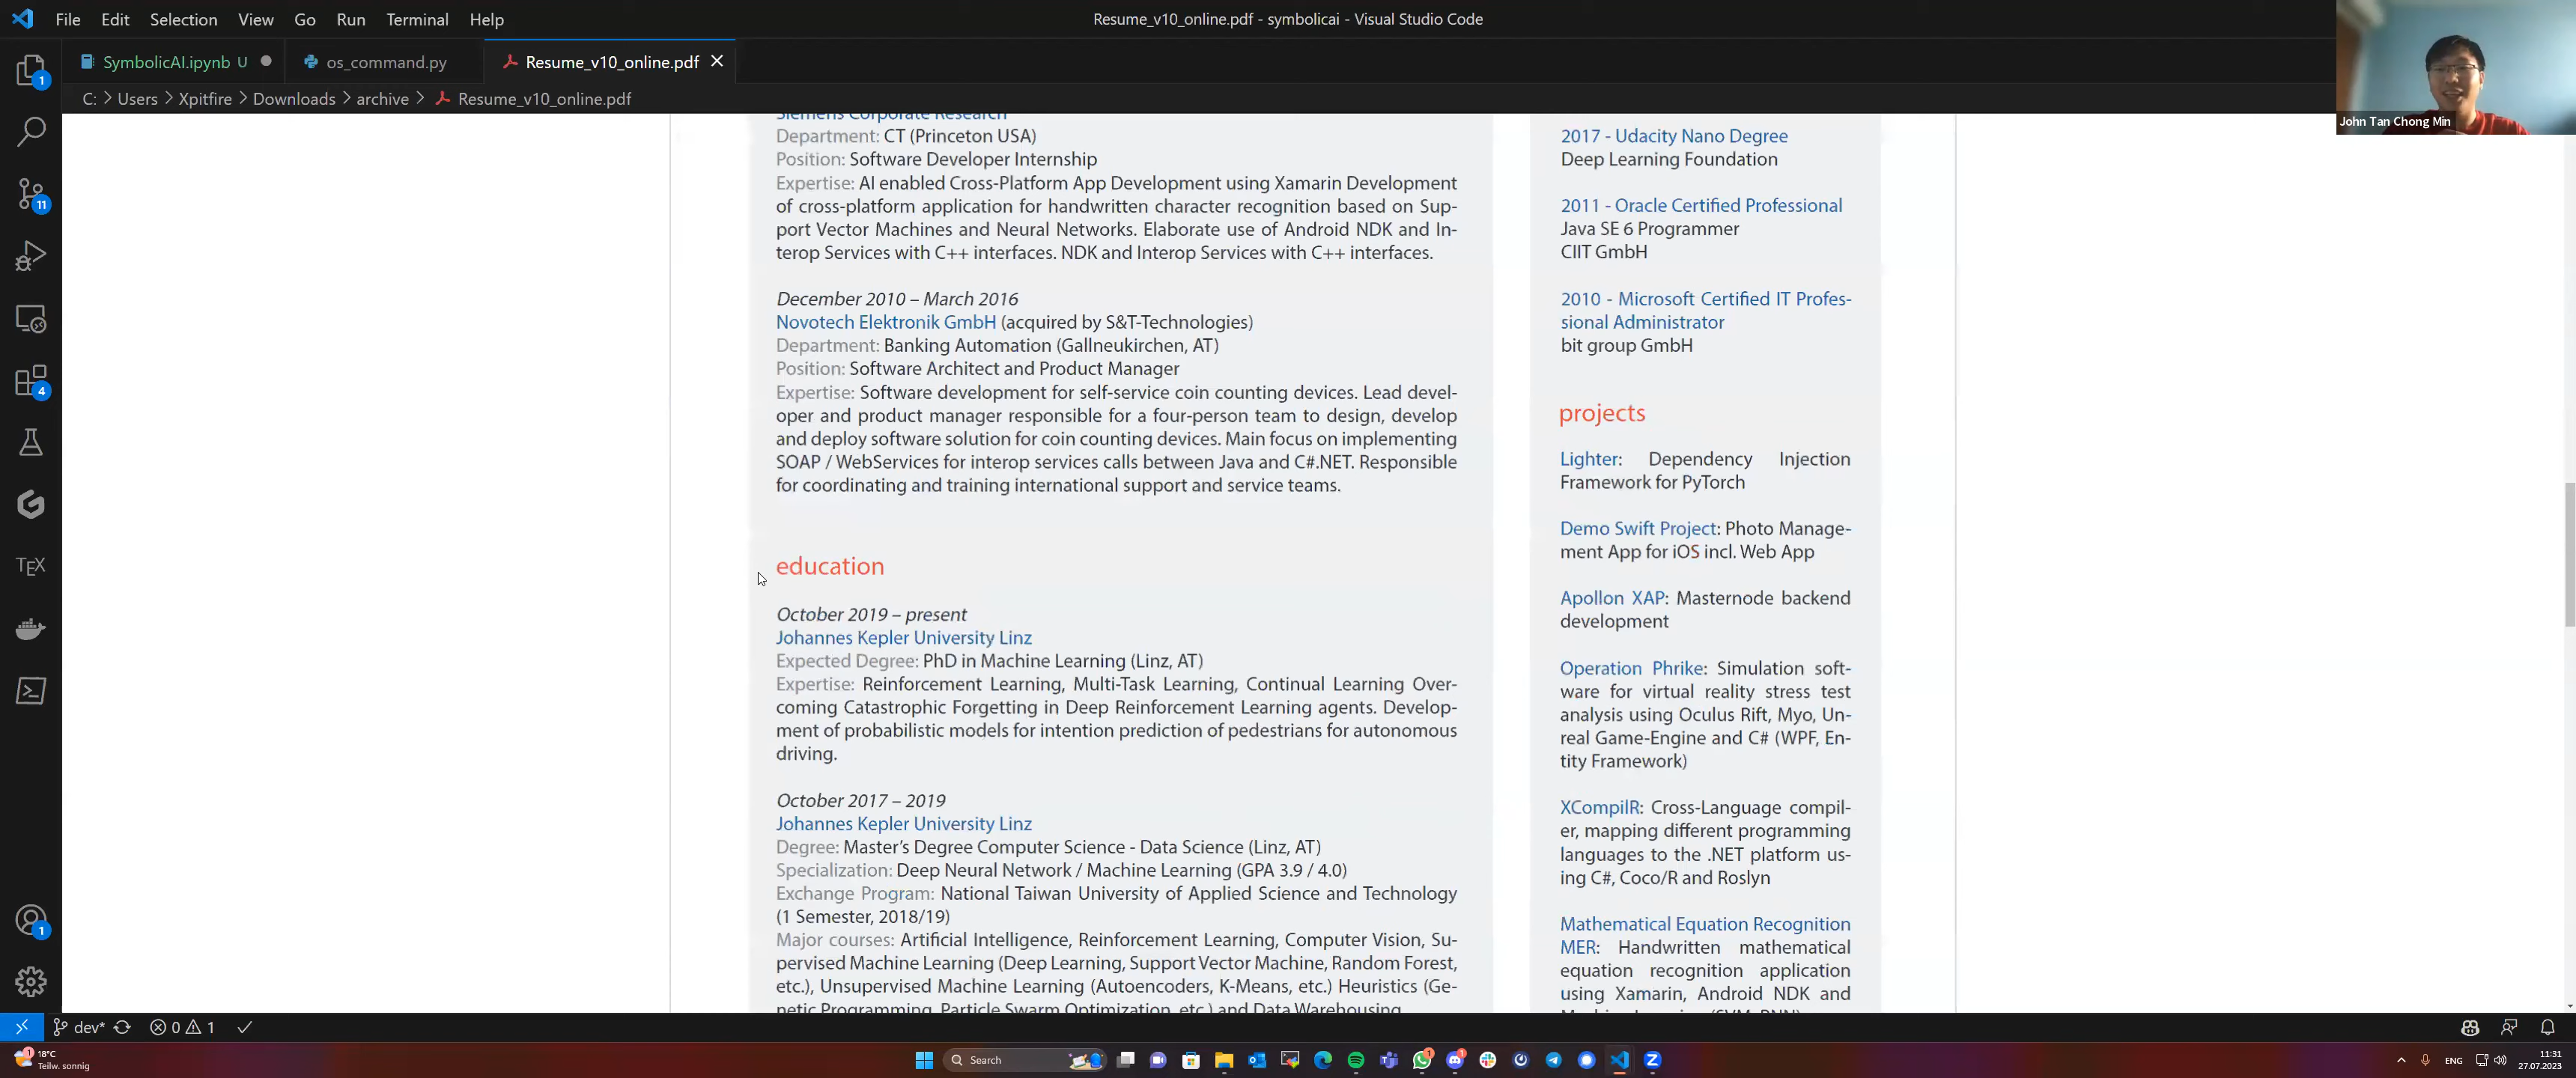 File Edit Selection View Go Run Terminal Help
Resume_v10_online.pdf - symbolicai - Visual Studio Code
SymbolicAI.ipynb U
os_command.py
Resume_v10_online.pdf
C: > Users > Xpitfire > Downloads > archive > Resume_v10_online.pdf
John Tan Chong Min
1
11
4
TEX
1
Siemens Corporate Research
Department: CT (Princeton USA)
Position: Software Developer Internship
Expertise: AI enabled Cross-Platform App Development using Xamarin Development
of cross-platform application for handwritten character recognition based on Sup-
port Vector Machines and Neural Networks. Elaborate use of Android NDK and In-
terop Services with C++ interfaces. NDK and Interop Services with C++ interfaces.
December 2010 – March 2016
Novotech Elektronik GmbH (acquired by S&T-Technologies)
Department: Banking Automation (Gallneukirchen, AT)
Position: Software Architect and Product Manager
Expertise: Software development for self-service coin counting devices. Lead devel-
oper and product manager responsible for a four-person team to design, develop
and deploy software solution for coin counting devices. Main focus on implementing
SOAP / WebServices for interop services calls between Java and C#.NET. Responsible
for coordinating and training international support and service teams.
education
October 2019 – present
Johannes Kepler University Linz
Expected Degree: PhD in Machine Learning (Linz, AT)
Expertise: Reinforcement Learning, Multi-Task Learning, Continual Learning Over-
coming Catastrophic Forgetting in Deep Reinforcement Learning agents. Develop-
ment of probabilistic models for intention prediction of pedestrians for autonomous
driving.
October 2017 – 2019
Johannes Kepler University Linz
Degree: Master's Degree Computer Science - Data Science (Linz, AT)
Specialization: Deep Neural Network / Machine Learning (GPA 3.9 / 4.0)
Exchange Program: National Taiwan University of Applied Science and Technology
(1 Semester, 2018/19)
Major courses: Artificial Intelligence, Reinforcement Learning, Computer Vision, Su-
pervised Machine Learning (Deep Learning, Support Vector Machine, Random Forest,
etc.), Unsupervised Machine Learning (Autoencoders, K-Means, etc.) Heuristics (Ge-
netic Programming, Particle Swarm Optimization, etc.) and Data Warehousing
2017 - Udacity Nano Degree
Deep Learning Foundation
2011 - Oracle Certified Professional
Java SE 6 Programmer
CIIT GmbH
2010 - Microsoft Certified IT Profes-
sional Administrator
bit group GmbH
projects
Lighter: Dependency Injection
Framework for PyTorch
Demo Swift Project: Photo Manage-
ment App for iOS incl. Web App
Apollon XAP: Masternode backend
development
Operation Phrike: Simulation soft-
ware for virtual reality stress test
analysis using Oculus Rift, Myo, Un-
real Game-Engine and C# (WPF, En-
tity Framework)
XCompilR: Cross-Language compil-
er, mapping different programming
languages to the .NET platform us-
ing C#, Coco/R and Roslyn
Mathematical Equation Recognition
MER: Handwritten mathematical
equation recognition application
using Xamarin, Android NDK and
dev* 0 1
1 18°C
Teilw. sonnig
Search
1
1
ENG
11:31
27.07.2023